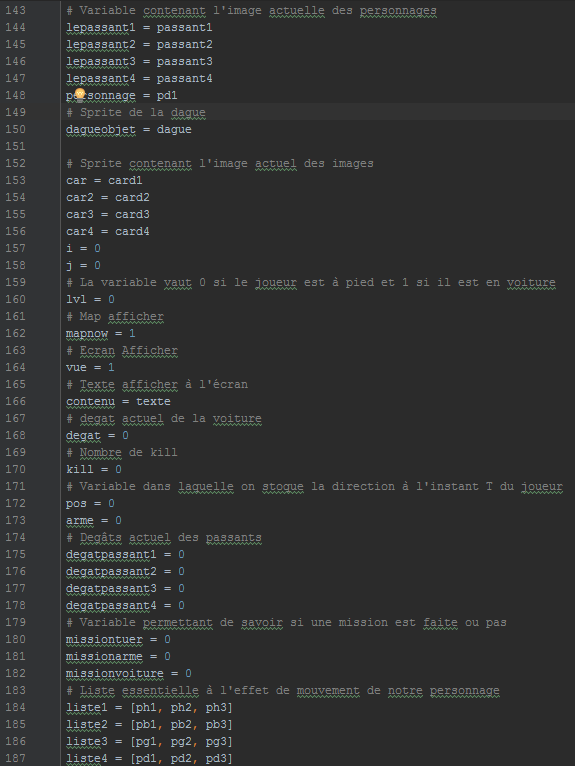 143 # Variable contenant l'image actuelle des personnages
144 lepassant1 = passant1
145 lepassant2 = passant2
146 lepassant3 = passant3
147 lepassant4 = passant4
148 personnage = pd1
149 # Sprite de la dague
150 dagueobjet = dague
151
152 # Sprite contenant l'image actuel des images
153 car = card1
154 car2 = card2
155 car3 = card3
156 car4 = card4
157 i = 0
158 j = 0
159 # La variable vaut 0 si le joueur est à pied et 1 si il est en voiture
160 lvl = 0
161 # Map afficher
162 mapnow = 1
163 # Ecran Afficher
164 vue = 1
165 # Texte afficher à l'écran
166 contenu = texte
167 # degat actuel de la voiture
168 degat = 0
169 # Nombre de kill
170 kill = 0
171 # Variable dans laquelle on stoque la direction à l'instant T du joueur
172 pos = 0
173 arme = 0
174 # Degâts actuel des passants
175 degatpassant1 = 0
176 degatpassant2 = 0
177 degatpassant3 = 0
178 degatpassant4 = 0
179 # Variable permettant de savoir si une mission est faite ou pas
180 missiontuer = 0
181 missionarme = 0
182 missionvoiture = 0
183 # Liste essentielle à l'effet de mouvement de notre personnage
184 liste1 = [ph1, ph2, ph3]
185 liste2 = [pb1, pb2, pb3]
186 liste3 = [pg1, pg2, pg3]
187 liste4 = [pd1, pd2, pd3]